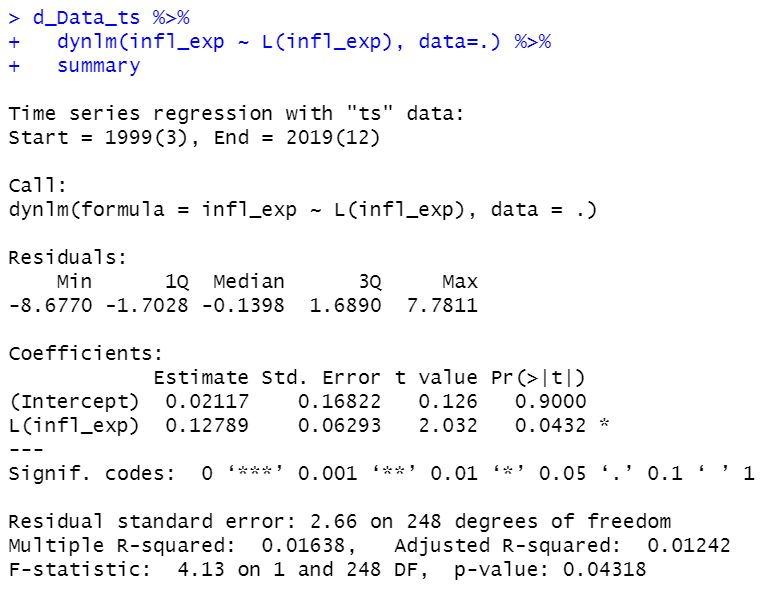 > d_Data_ts %>%
+   dynlm(infl_exp ~ L(infl_exp), data=.) %>%
+   summary

Time series regression with "ts" data:
Start = 1999(3), End = 2019(12)

Call:
dynlm(formula = infl_exp ~ L(infl_exp), data = .)

Residuals:
    Min      1Q  Median      3Q     Max
-8.6770 -1.7028 -0.1398  1.6890  7.7811

Coefficients:
            Estimate Std. Error t value Pr(>|t|)
(Intercept)  0.02117    0.16822   0.126   0.9000
L(infl_exp)  0.12789    0.06293   2.032   0.0432 *
---
Signif. codes:  0 ‘***’ 0.001 ‘**’ 0.01 ‘*’ 0.05 ‘.’ 0.1 ‘ ’ 1

Residual standard error: 2.66 on 248 degrees of freedom
Multiple R-squared:  0.01638,   Adjusted R-squared:  0.01242
F-statistic:  4.13 on 1 and 248 DF,  p-value: 0.04318